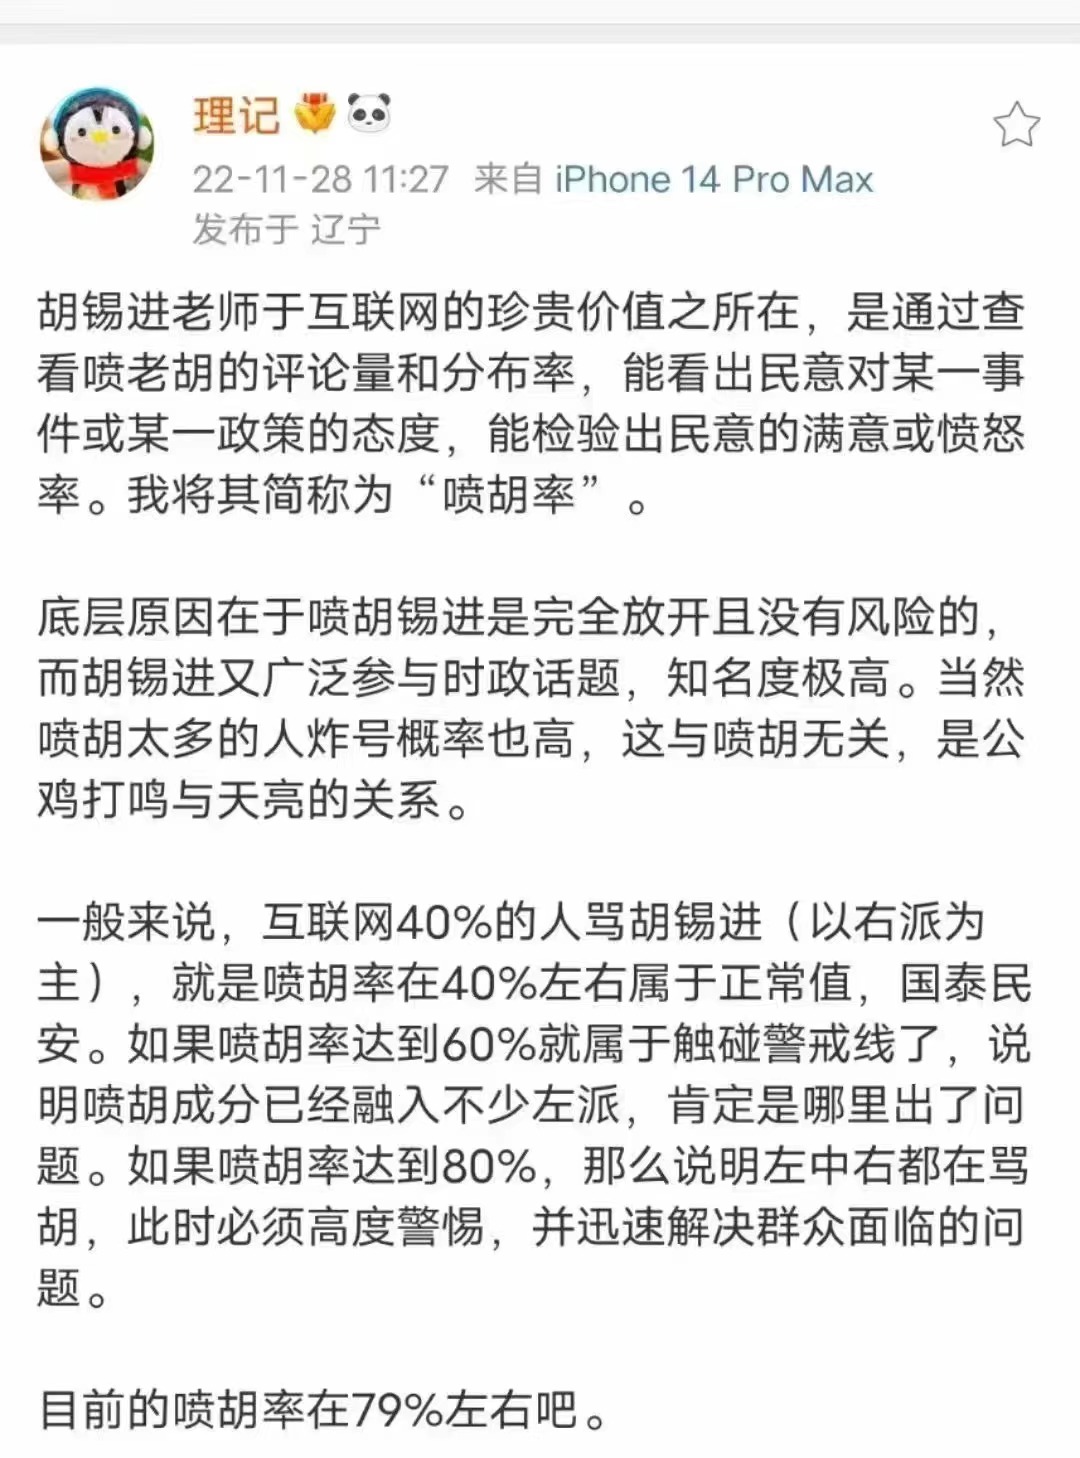 理记
22-11-28 11:27 来自 iPhone 14 Pro Max
发布于 辽宁
胡锡进老师于互联网的珍贵价值之所在，是通过查
看喷老胡的评论量和分布率，能看出民意对某一事
件或某一政策的态度，能检验出民意的满意或愤怒
率。我将其简称为“喷胡率”。
底层原因在于喷胡锡进是完全放开且没有风险的，
而胡锡进又广泛参与时政话题，知名度极高。当然
喷胡太多的人炸号概率也高，这与喷胡无关，是公
鸡打鸣与天亮的关系。
一般来说，互联网40%的人骂胡锡进（以右派为
主），就是喷胡率在40%左右属于正常值，国泰民
安。如果喷胡率达到60%就属于触碰警戒线了，说
明喷胡成分已经融入不少左派，肯定是哪里出了问
题。如果喷胡率达到80%，那么说明左中右都在骂
胡，此时必须高度警惕，并迅速解决群众面临的问
题。
目前的喷胡率在79%左右吧。